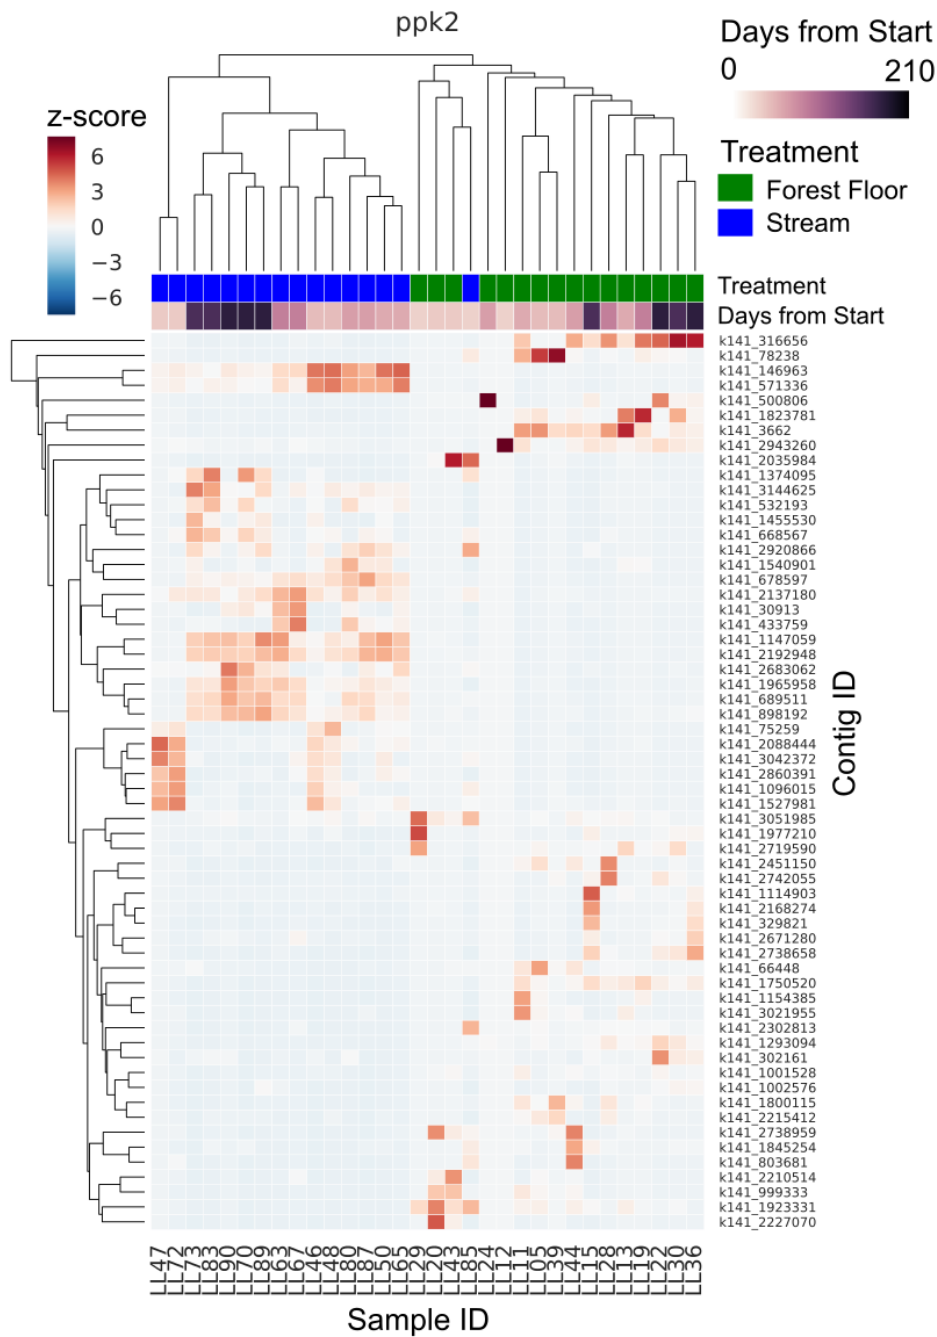 ppk2
Days from Start
0 210
z-score
6
3
0
−3
−6
Treatment
Forest Floor
Stream
Treatment
Days from Start
k141_316656
k141_78238
k141_146963
k141_571336
k141_500806
k141_1823781
k141_3662
k141_2943260
k141_2035984
k141_1374095
k141_3144625
k141_532193
k141_1455530
k141_668567
k141_2920866
k141_1540901
k141_678597
k141_2137180
k141_30913
k141_433759
k141_1147059
k141_2192948
k141_2683062
k141_1965958
k141_689511
k141_898192
k141_75259
k141_2088444
k141_3042372
k141_2860391
k141_1096015
k141_1527981
k141_3051985
k141_1977210
k141_2719590
k141_2451150
k141_2742055
k141_1114903
k141_2168274
k141_329821
k141_2671280
k141_2738658
k141_66448
k141_1750520
k141_1154385
k141_3021955
k141_2302813
k141_1293094
k141_302161
k141_1001528
k141_1002576
k141_1800115
k141_2215412
k141_2738959
k141_1845254
k141_803681
k141_2210514
k141_999333
k141_1923331
k141_2227070
Contig ID
LL47
LL72
LL73
LL83
LL90
LL70
LL89
LL63
LL67
LL46
LL48
LL80
LL87
LL50
LL65
LL29
LL20
LL43
LL85
LL24
LL12
LL11
LL05
LL39
LL44
LL15
LL28
LL13
LL19
LL22
LL30
LL36
Sample ID